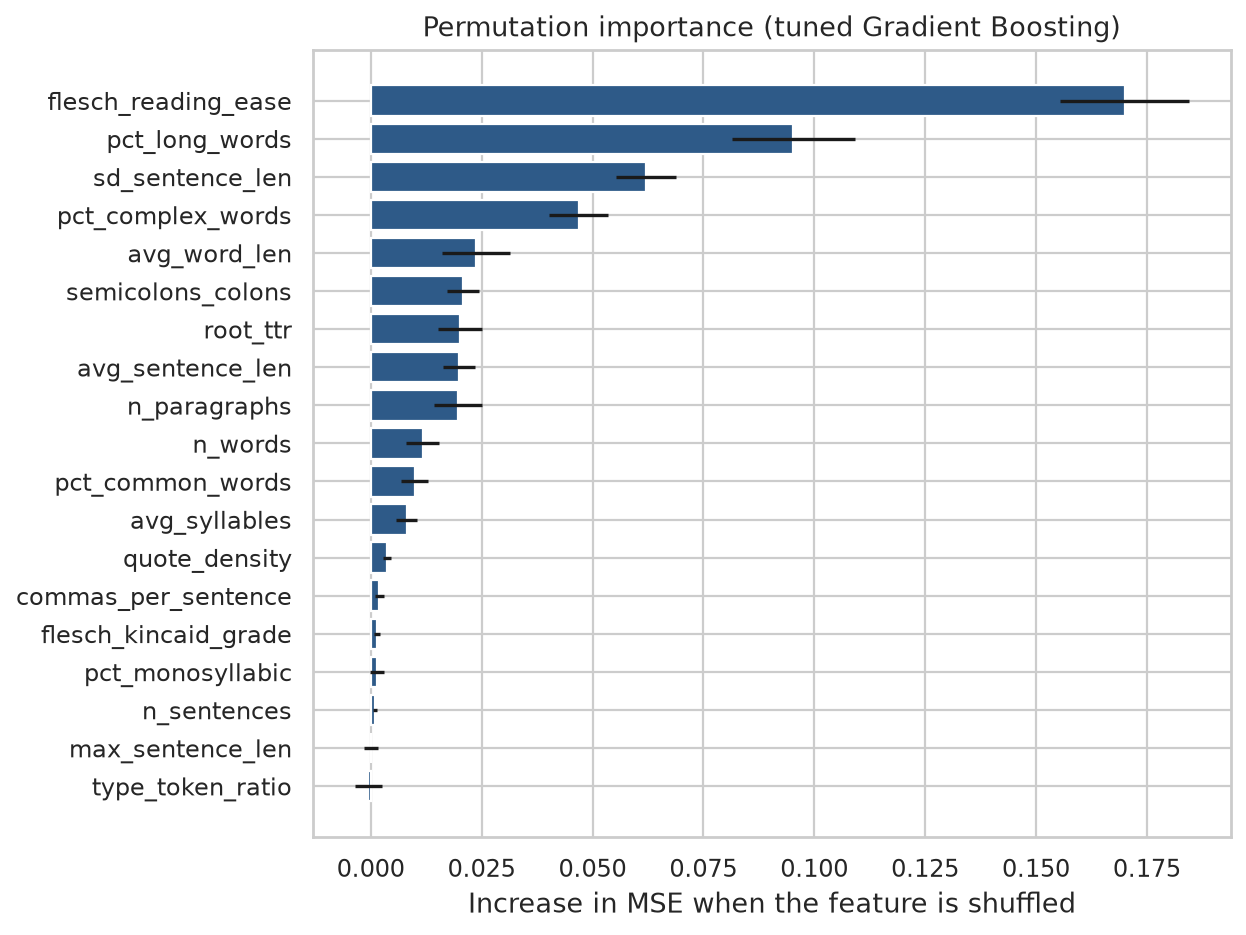 Permutation importance (tuned Gradient Boosting)
flesch_reading_ease
pct_long_words
sd_sentence_len
pct_complex_words
avg_word_len
semicolons_colons
root_ttr
avg_sentence_len
n_paragraphs
n_words
pct_common_words
avg_syllables
quote_density
commas_per_sentence
flesch_kincaid_grade
pct_monosyllabic
n_sentences
max_sentence_len
type_token_ratio
0.000 0.025 0.050 0.075 0.100 0.125 0.150 0.175
Increase in MSE when the feature is shuffled